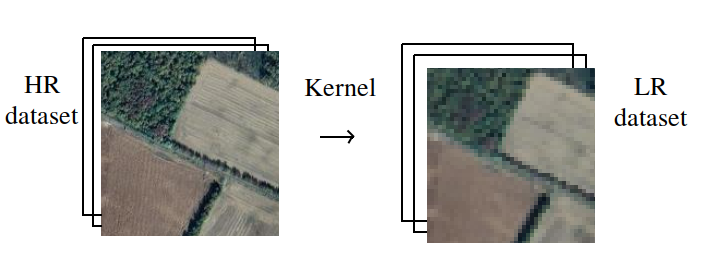 HR
dataset
Kernel
→
LR
dataset